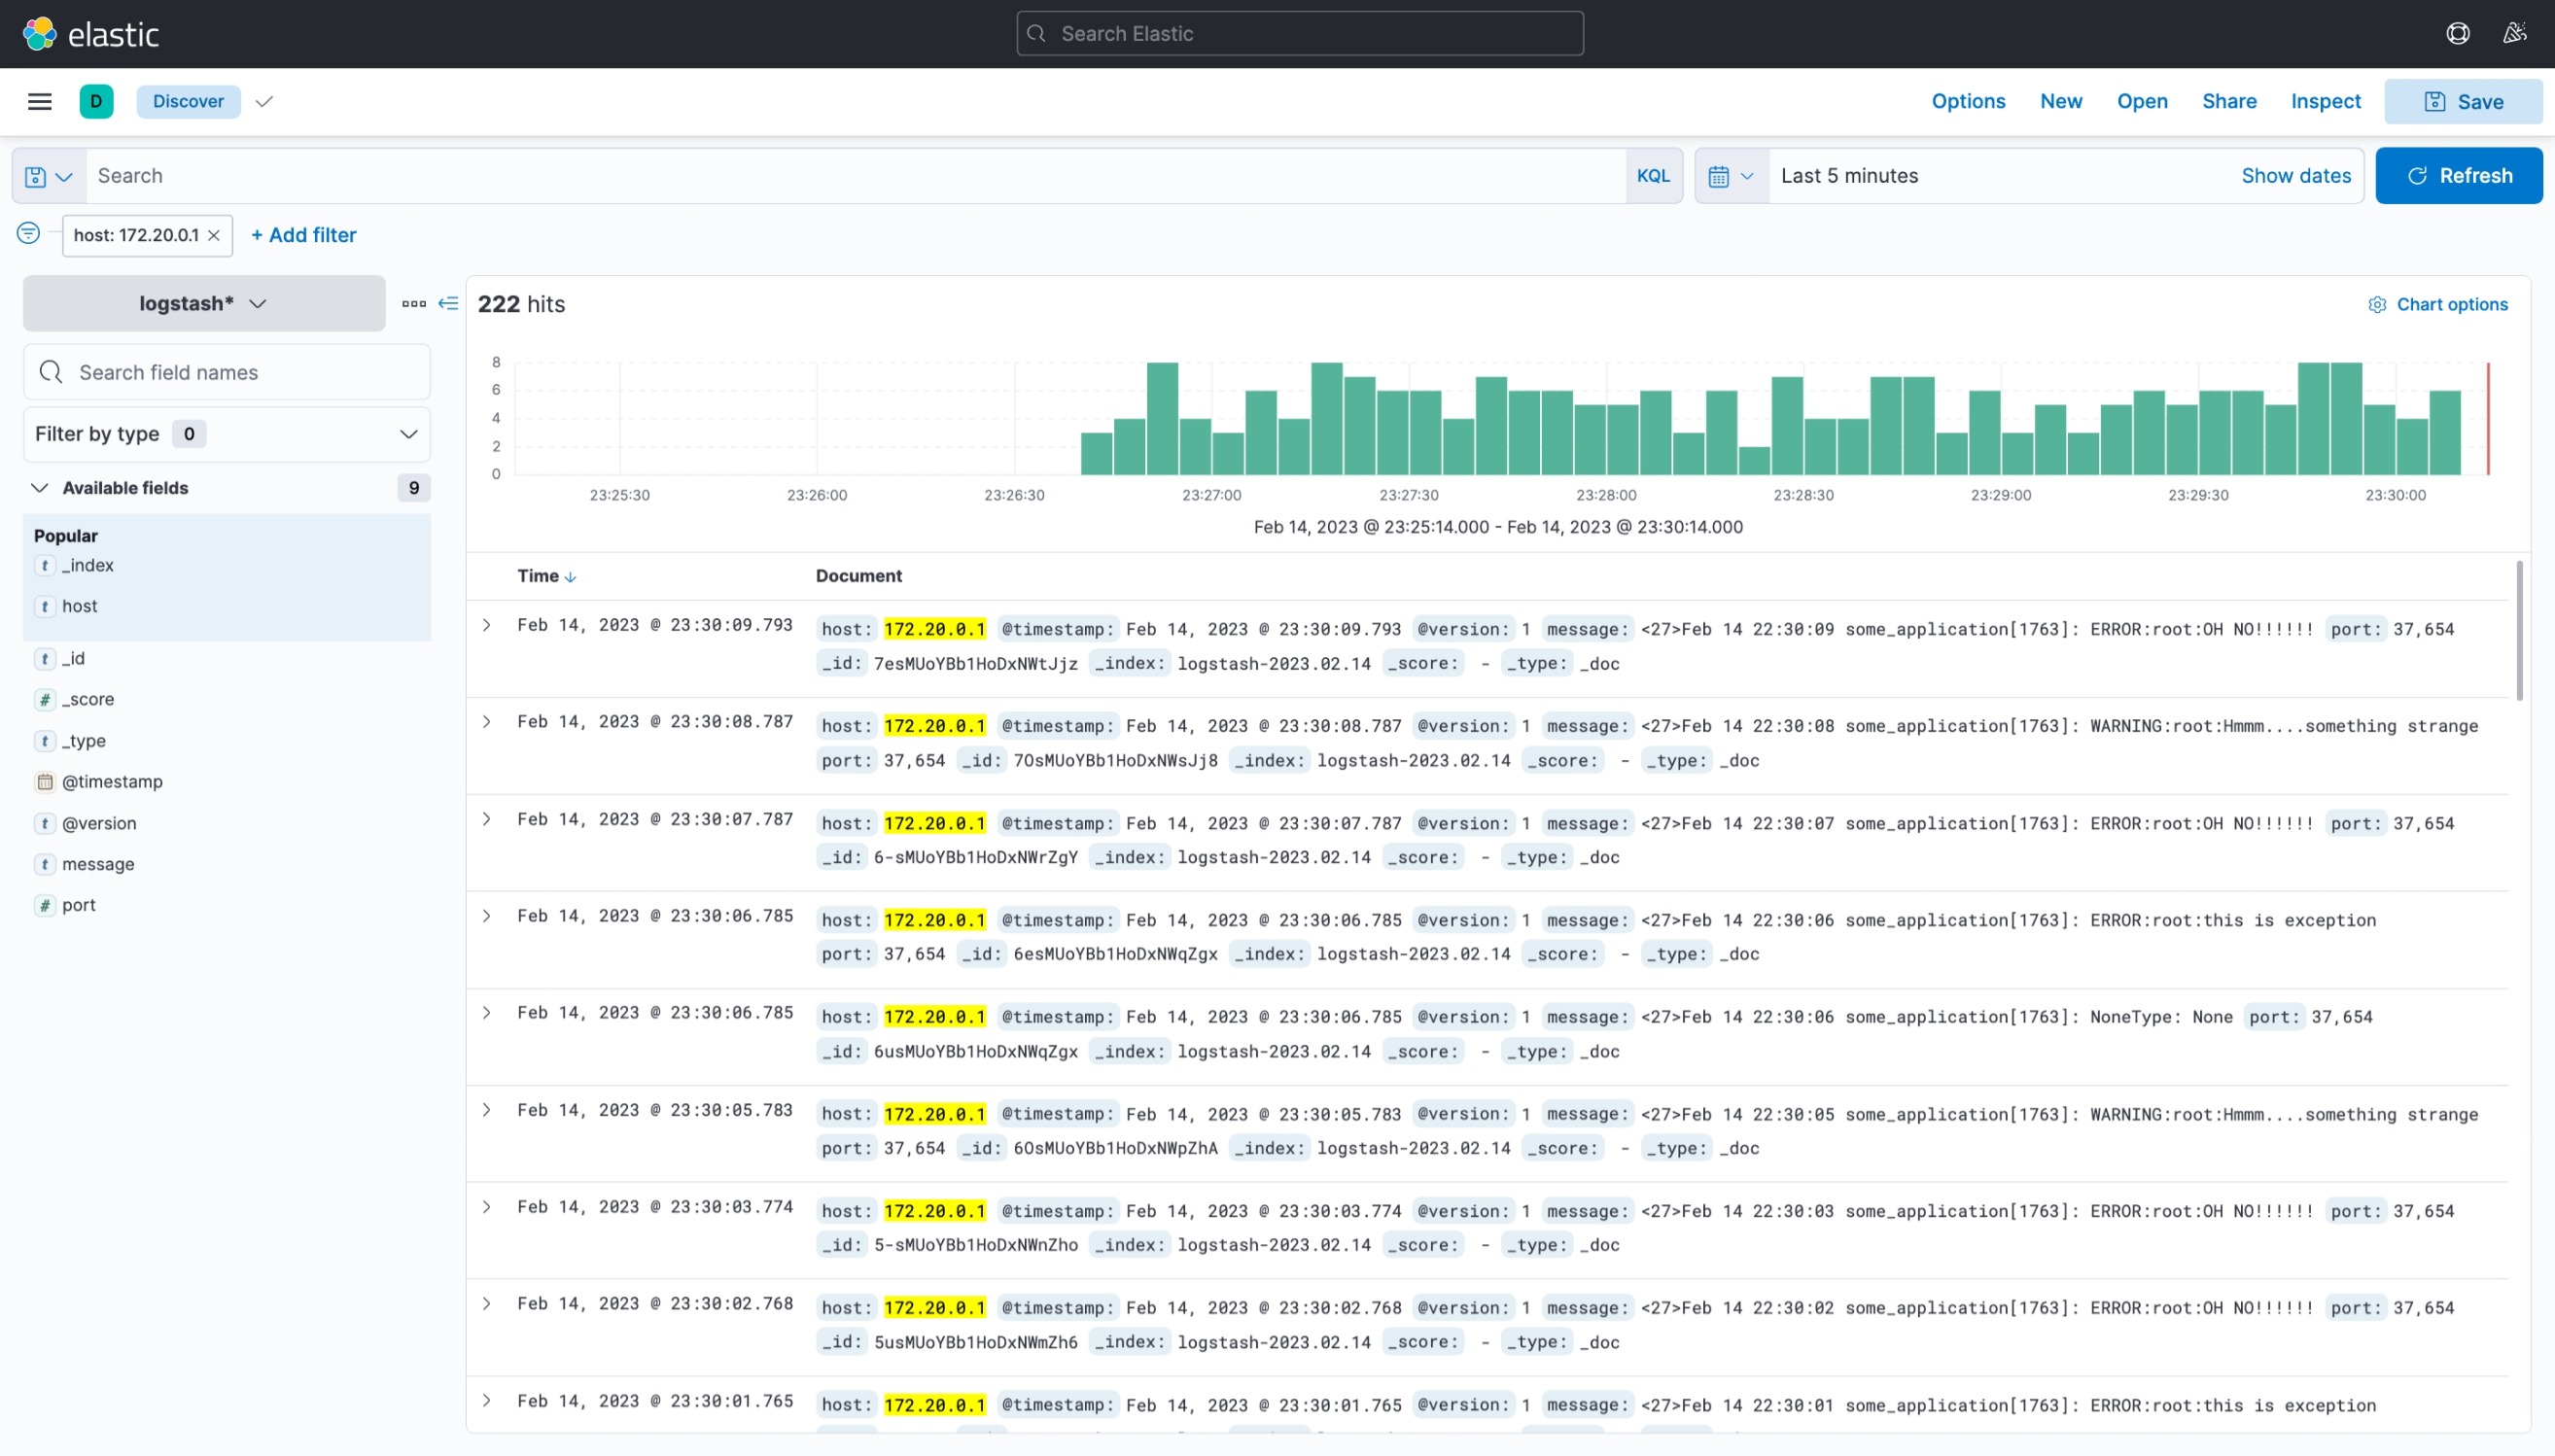 elastic
Search Elastic
D Discover Options New Open Share Inspect Save
Search KQL Last 5 minutes Show dates Refresh
host: 172.20.0.1 + Add filter
logstash*
222 hits Chart options
Search field names
Filter by type 0
Available fields 9
Popular
t _index
t host
t _id
# _score
t _type
@timestamp
t @version
t message
# port
8
6
4
2
0
23:25:30 23:26:00 23:26:30 23:27:00 23:27:30 23:28:00 23:28:30 23:29:00 23:29:30 23:30:00
Feb 14, 2023 @ 23:25:14.000 - Feb 14, 2023 @ 23:30:14.000
Time Document
Feb 14, 2023 @ 23:30:09.793 host: 172.20.0.1 @timestamp: Feb 14, 2023 @ 23:30:09.793 @version: 1 message: <27>Feb 14 22:30:09 some_application[1763]: ERROR:root:OH NO!!!!!! port: 37,654
_id: 7esMUoYBb1HoDxNWtJjz _index: logstash-2023.02.14 _score: - _type: _doc
Feb 14, 2023 @ 23:30:08.787 host: 172.20.0.1 @timestamp: Feb 14, 2023 @ 23:30:08.787 @version: 1 message: <27>Feb 14 22:30:08 some_application[1763]: WARNING:root:Hmmm....something strange
port: 37,654 _id: 7OsMUoYBb1HoDxNWsJj8 _index: logstash-2023.02.14 _score: - _type: _doc
Feb 14, 2023 @ 23:30:07.787 host: 172.20.0.1 @timestamp: Feb 14, 2023 @ 23:30:07.787 @version: 1 message: <27>Feb 14 22:30:07 some_application[1763]: ERROR:root:OH NO!!!!!! port: 37,654
_id: 6-sMUoYBb1HoDxNWrZgY _index: logstash-2023.02.14 _score: - _type: _doc
Feb 14, 2023 @ 23:30:06.785 host: 172.20.0.1 @timestamp: Feb 14, 2023 @ 23:30:06.785 @version: 1 message: <27>Feb 14 22:30:06 some_application[1763]: ERROR:root:this is exception
port: 37,654 _id: 6esMUoYBb1HoDxNWqZgx _index: logstash-2023.02.14 _score: - _type: _doc
Feb 14, 2023 @ 23:30:06.785 host: 172.20.0.1 @timestamp: Feb 14, 2023 @ 23:30:06.785 @version: 1 message: <27>Feb 14 22:30:06 some_application[1763]: NoneType: None port: 37,654
_id: 6usMUoYBb1HoDxNWqZgx _index: logstash-2023.02.14 _score: - _type: _doc
Feb 14, 2023 @ 23:30:05.783 host: 172.20.0.1 @timestamp: Feb 14, 2023 @ 23:30:05.783 @version: 1 message: <27>Feb 14 22:30:05 some_application[1763]: WARNING:root:Hmmm....something strange
port: 37,654 _id: 6OsMUoYBb1HoDxNWpZhA _index: logstash-2023.02.14 _score: - _type: _doc
Feb 14, 2023 @ 23:30:03.774 host: 172.20.0.1 @timestamp: Feb 14, 2023 @ 23:30:03.774 @version: 1 message: <27>Feb 14 22:30:03 some_application[1763]: ERROR:root:OH NO!!!!!! port: 37,654
_id: 5-sMUoYBb1HoDxNWnZho _index: logstash-2023.02.14 _score: - _type: _doc
Feb 14, 2023 @ 23:30:02.768 host: 172.20.0.1 @timestamp: Feb 14, 2023 @ 23:30:02.768 @version: 1 message: <27>Feb 14 22:30:02 some_application[1763]: ERROR:root:OH NO!!!!!! port: 37,654
_id: 5usMUoYBb1HoDxNWmZh6 _index: logstash-2023.02.14 _score: - _type: _doc
Feb 14, 2023 @ 23:30:01.765 host: 172.20.0.1 @timestamp: Feb 14, 2023 @ 23:30:01.765 @version: 1 message: <27>Feb 14 22:30:01 some_application[1763]: ERROR:root:this is exception